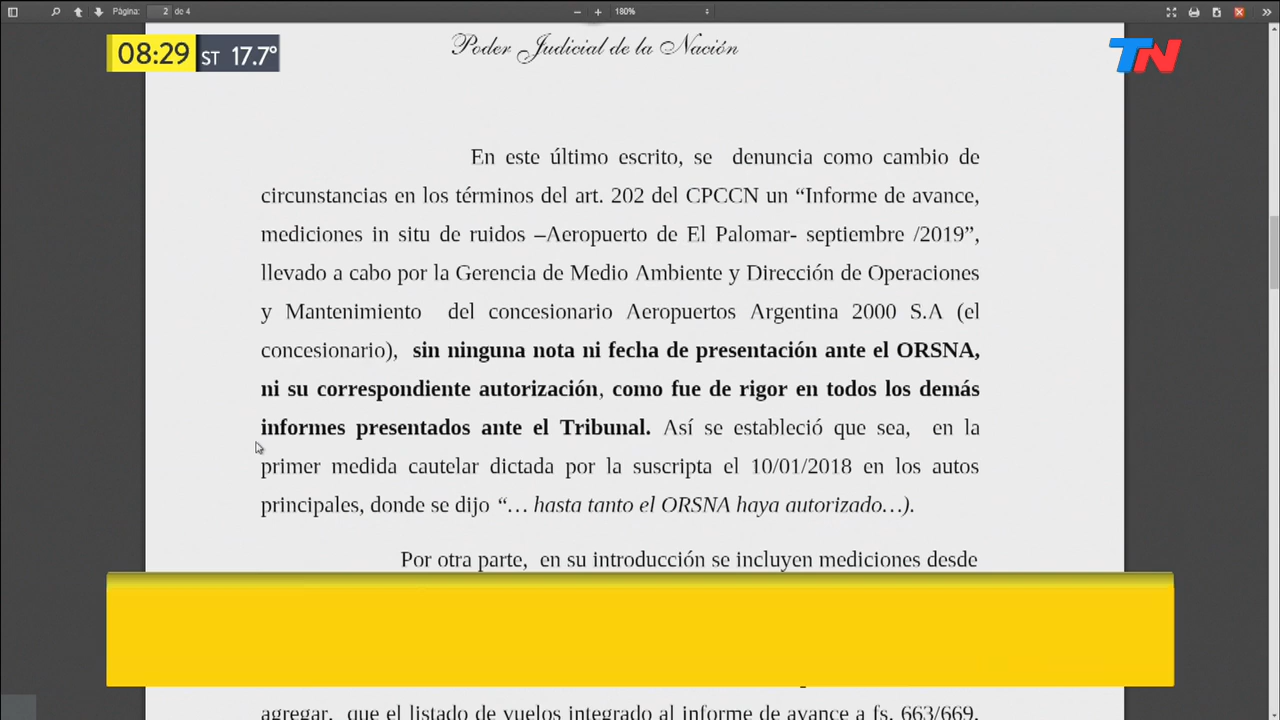 Página: 2 de 4
180%
08:29 ST 17.7°
TN
Poder Judicial de la Nación
En este último escrito, se denuncia como cambio de
circunstancias en los términos del art. 202 del CPCCN un “Informe de avance,
mediciones in situ de ruidos –Aeropuerto de El Palomar- septiembre /2019”,
llevado a cabo por la Gerencia de Medio Ambiente y Dirección de Operaciones
y Mantenimiento del concesionario Aeropuertos Argentina 2000 S.A (el
concesionario), sin ninguna nota ni fecha de presentación ante el ORSNA,
ni su correspondiente autorización, como fue de rigor en todos los demás
informes presentados ante el Tribunal. Así se estableció que sea, en la
primer medida cautelar dictada por la suscripta el 10/01/2018 en los autos
principales, donde se dijo “… hasta tanto el ORSNA haya autorizado…).
Por otra parte, en su introducción se incluyen mediciones desde
agregar, que el listado de vuelos integrado al informe de avance a fs. 663/669,